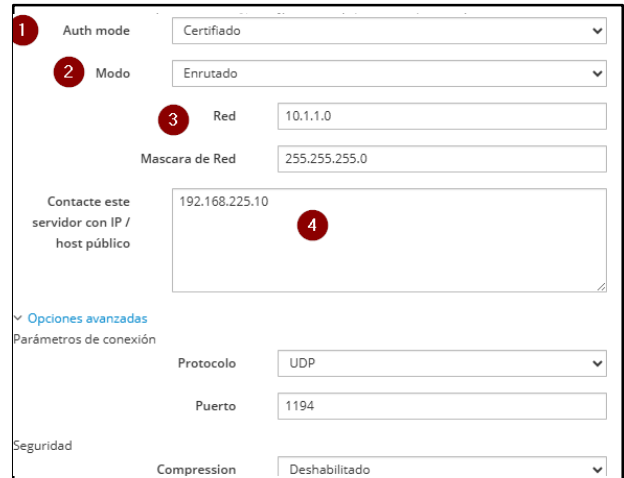 1 Auth mode Certifiado
2 Modo Enrutado
3 Red 10.1.1.0
Mascara de Red 255.255.255.0
Contacte este 192.168.225.10
servidor con IP / 4
host público
Opciones avanzadas
Parámetros de conexión
Protocolo UDP
Puerto 1194
Seguridad
Compression Deshabilitado